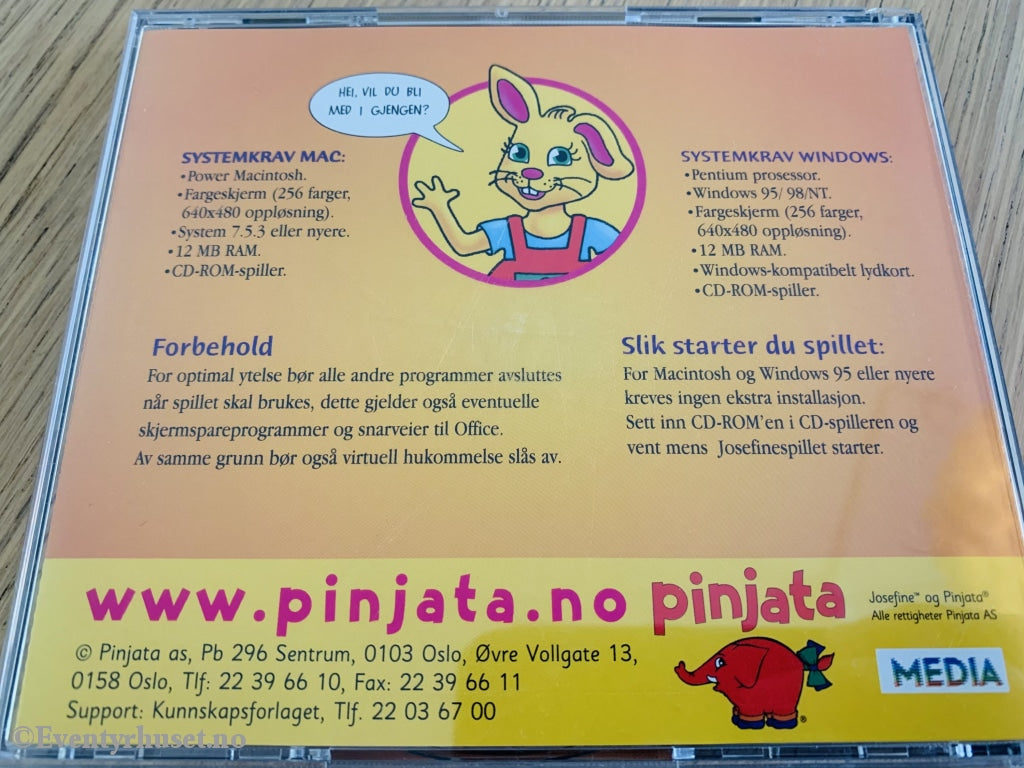 HEI, VIL DU BLI
MED I GJENGEN?
SYSTEMKRAV MAC:
•Power Macintosh.
•Fargeskjerm (256 farger,
640x480 oppløsning).
•System 7.5.3 eller nyere.
•12 MB RAM.
•CD-ROM-spiller.
SYSTEMKRAV WINDOWS:
•Pentium prosessor.
•Windows 95/ 98/NT.
•Fargeskjerm (256 farger,
640x480 oppløsning).
•12 MB RAM.
•Windows-kompatibelt lydkort.
•CD-ROM-spiller.
Forbehold
For optimal ytelse bør alle andre programmer avsluttes
når spillet skal brukes, dette gjelder også eventuelle
skjermspareprogrammer og snarveier til Office.
Av samme grunn bør også virtuell hukommelse slås av.
Slik starter du spillet:
For Macintosh og Windows 95 eller nyere
kreves ingen ekstra installasjon.
Sett inn CD-ROM'en i CD-spilleren og
vent mens Josefinespillet starter.
www.pinjata.no
pinjata
Josefine™ og Pinjata®
Alle rettigheter Pinjata AS
© Pinjata as, Pb 296 Sentrum, 0103 Oslo, Øvre Vollgate 13,
0158 Oslo, Tlf: 22 39 66 10, Fax: 22 39 66 11
Support: Kunnskapsforlaget, Tlf. 22 03 67 00
®
MEDIA
©Eventyrhuset.no